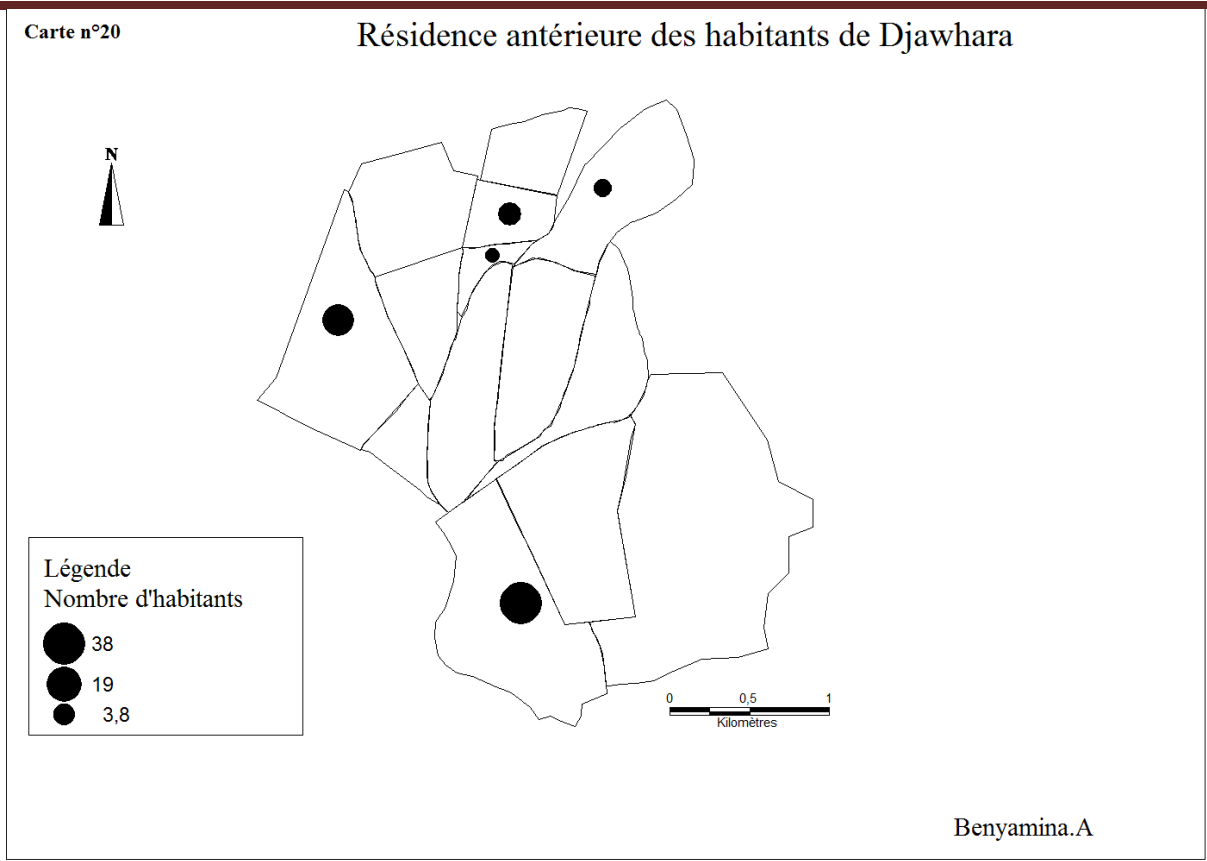 Carte n°20
Résidence antérieure des habitants de Djawhara
N
Légende
Nombre d'habitants
38
19
3,8
0 0,5 1
Kilomètres
Benyamina.A